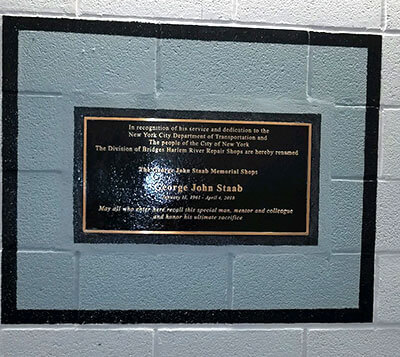 In recognition of his service and dedication to the
New York City Department of Transportation and
The people of the City of New York
The Division of Bridges Harlem River Repair Shops are hereby renamed
The George John Staab Memorial Shops
George John Staab
April 4, 2018
May all who enter here recall this special man, mentor and colleague
and honor his ultimate sacrifice